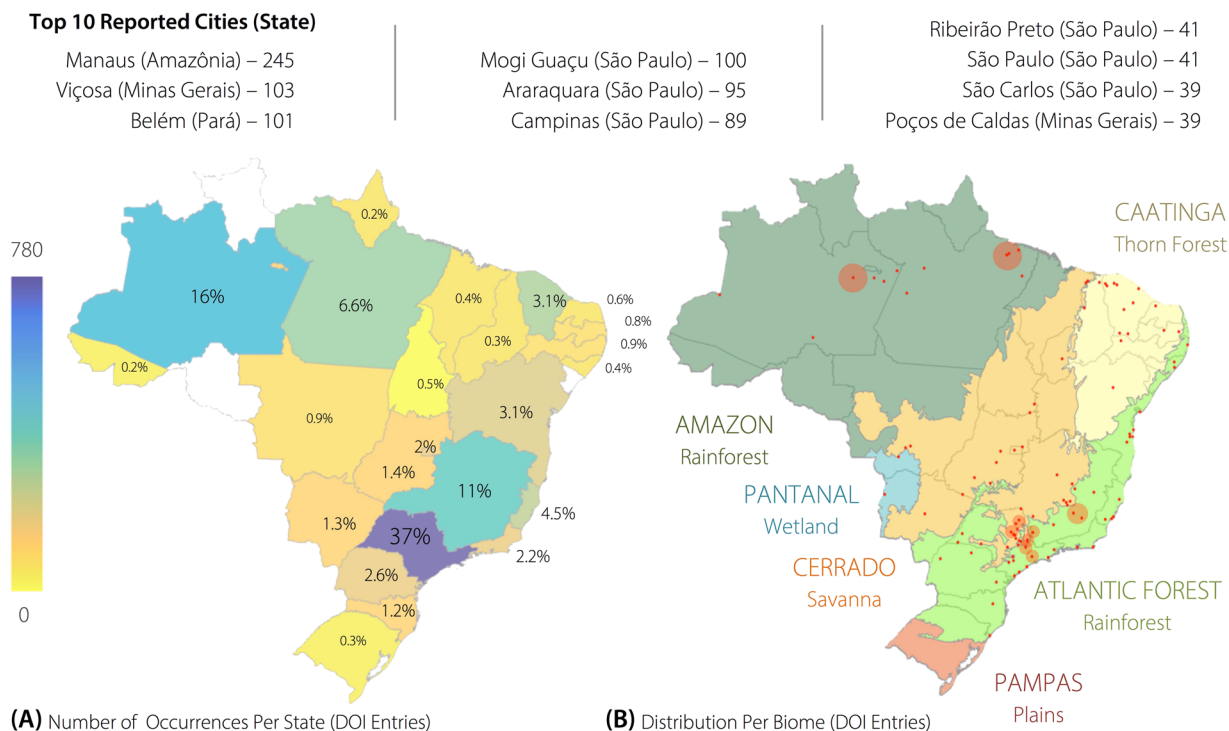 Top 10 Reported Cities (State)
Manaus (Amazônia) – 245
Viçosa (Minas Gerais) – 103
Belém (Pará) – 101
Mogi Guaçu (São Paulo) – 100
Araraquara (São Paulo) – 95
Campinas (São Paulo) – 89
Ribeirão Preto (São Paulo) – 41
São Paulo (São Paulo) – 41
São Carlos (São Paulo) – 39
Poços de Caldas (Minas Gerais) – 39
780
0
0.2%
16%
6.6%
0.4%
3.1%
0.6%
0.8%
0.9%
0.4%
0.3%
0.2%
0.5%
0.9%
3.1%
2%
1.4%
11%
4.5%
1.3%
37%
2.2%
2.6%
1.2%
0.3%
(A) Number of Occurrences Per State (DOI Entries)
CAATINGA
Thorn Forest
AMAZON
Rainforest
PANTANAL
Wetland
CERRADO
Savanna
ATLANTIC FOREST
Rainforest
PAMPAS
Plains
(B) Distribution Per Biome (DOI Entries)